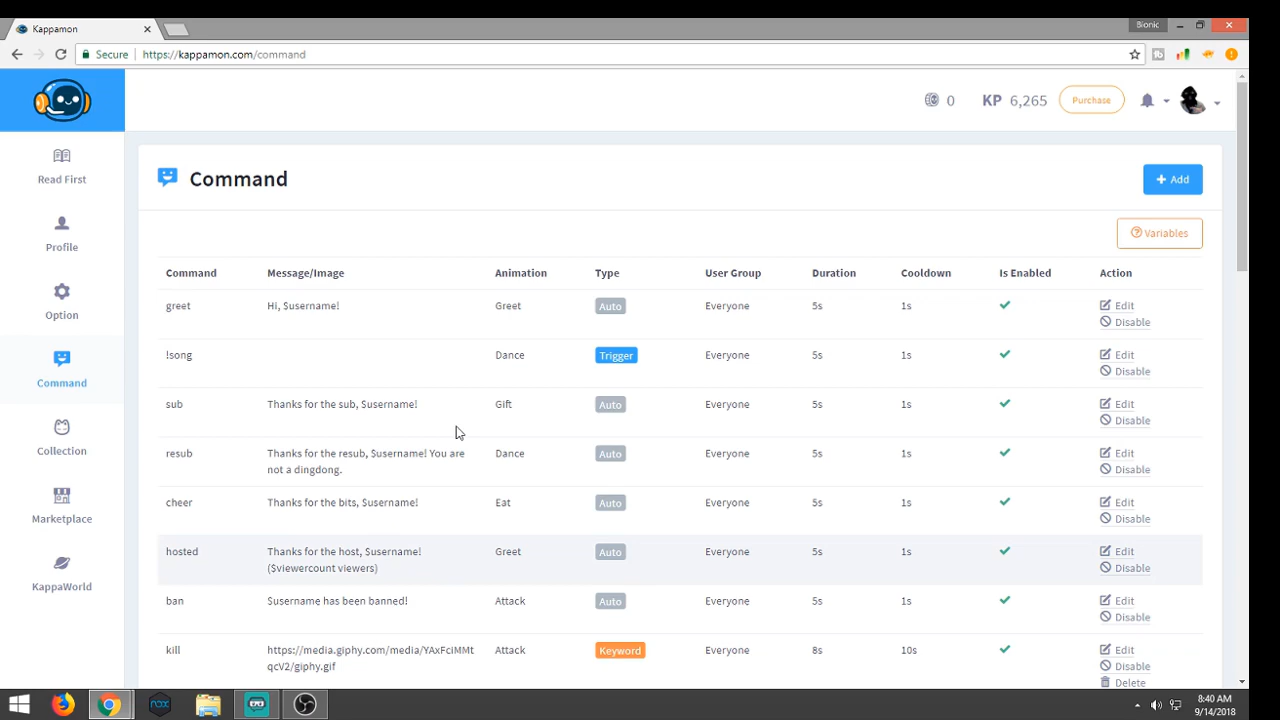 Kappamon
Bionic
Secure
https://kappamon.com/command
0
KP 6,265
Purchase
Read First
Profile
Option
Command
Collection
Marketplace
KappaWorld
Command
+ Add
Variables
Command Message/Image Animation Type User Group Duration Cooldown Is Enabled Action
greet Hi, $username! Greet Auto Everyone 5s 1s Edit
Disable
!song Dance Trigger Everyone 5s 1s Edit
Disable
sub Thanks for the sub, $username! Gift Auto Everyone 5s 1s Edit
Disable
resub Thanks for the resub, $username! You are Dance Auto Everyone 5s 1s Edit
not a dingdong. Disable
cheer Thanks for the bits, $username! Eat Auto Everyone 5s 1s Edit
Disable
hosted Thanks for the host, $username! Greet Auto Everyone 5s 1s Edit
($viewercount viewers) Disable
ban $username has been banned! Attack Auto Everyone 5s 1s Edit
Disable
kill https://media.giphy.com/media/YAxFciMMt Attack Keyword Everyone 8s 10s Edit
qcV2/giphy.gif Disable
Delete
nox
8:40 AM
9/14/2018